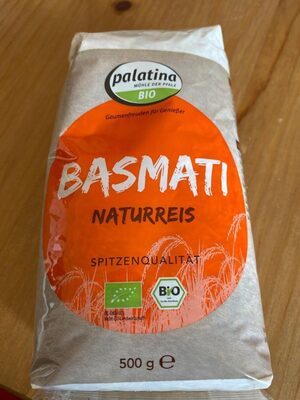 palatina
MÜHLE DER PFALZ
BIO
Gaumenfreuden für Genießer
BASMATI
NATURREIS
SPITZENQUALITÄT
BIO
500 g ℮